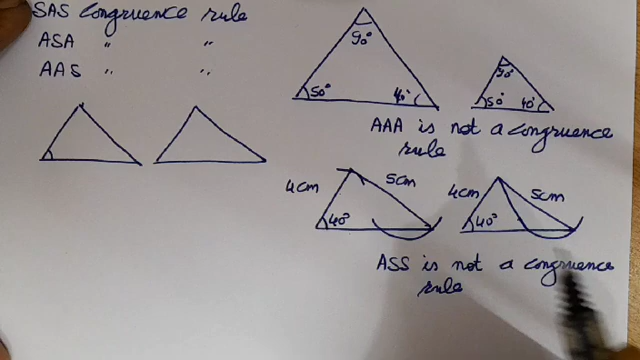 SAS congruence rule
ASA " "
AAS " "
90°
50°
40°
90°
50°
40°
AAA is not a congruence
rule
4cm
5cm
40°
4cm
5cm
40°
ASS is not a congruence
rule